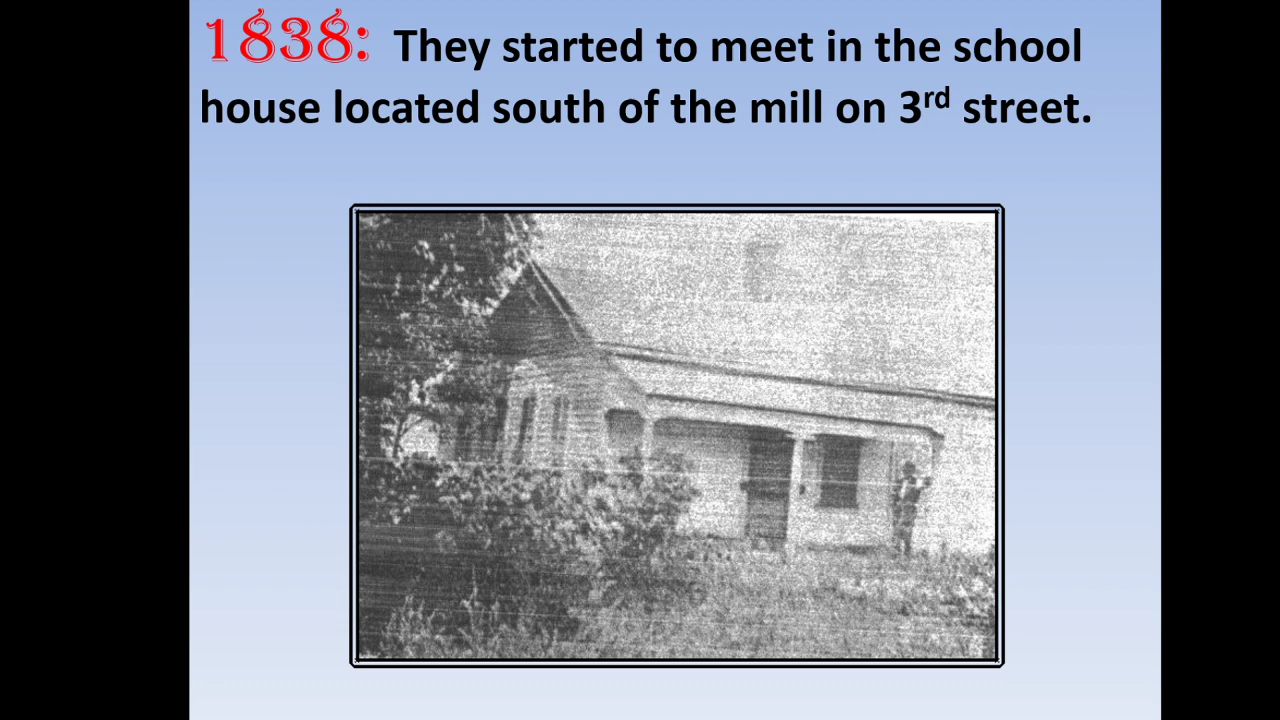 1838: They started to meet in the school
house located south of the mill on 3rd street.